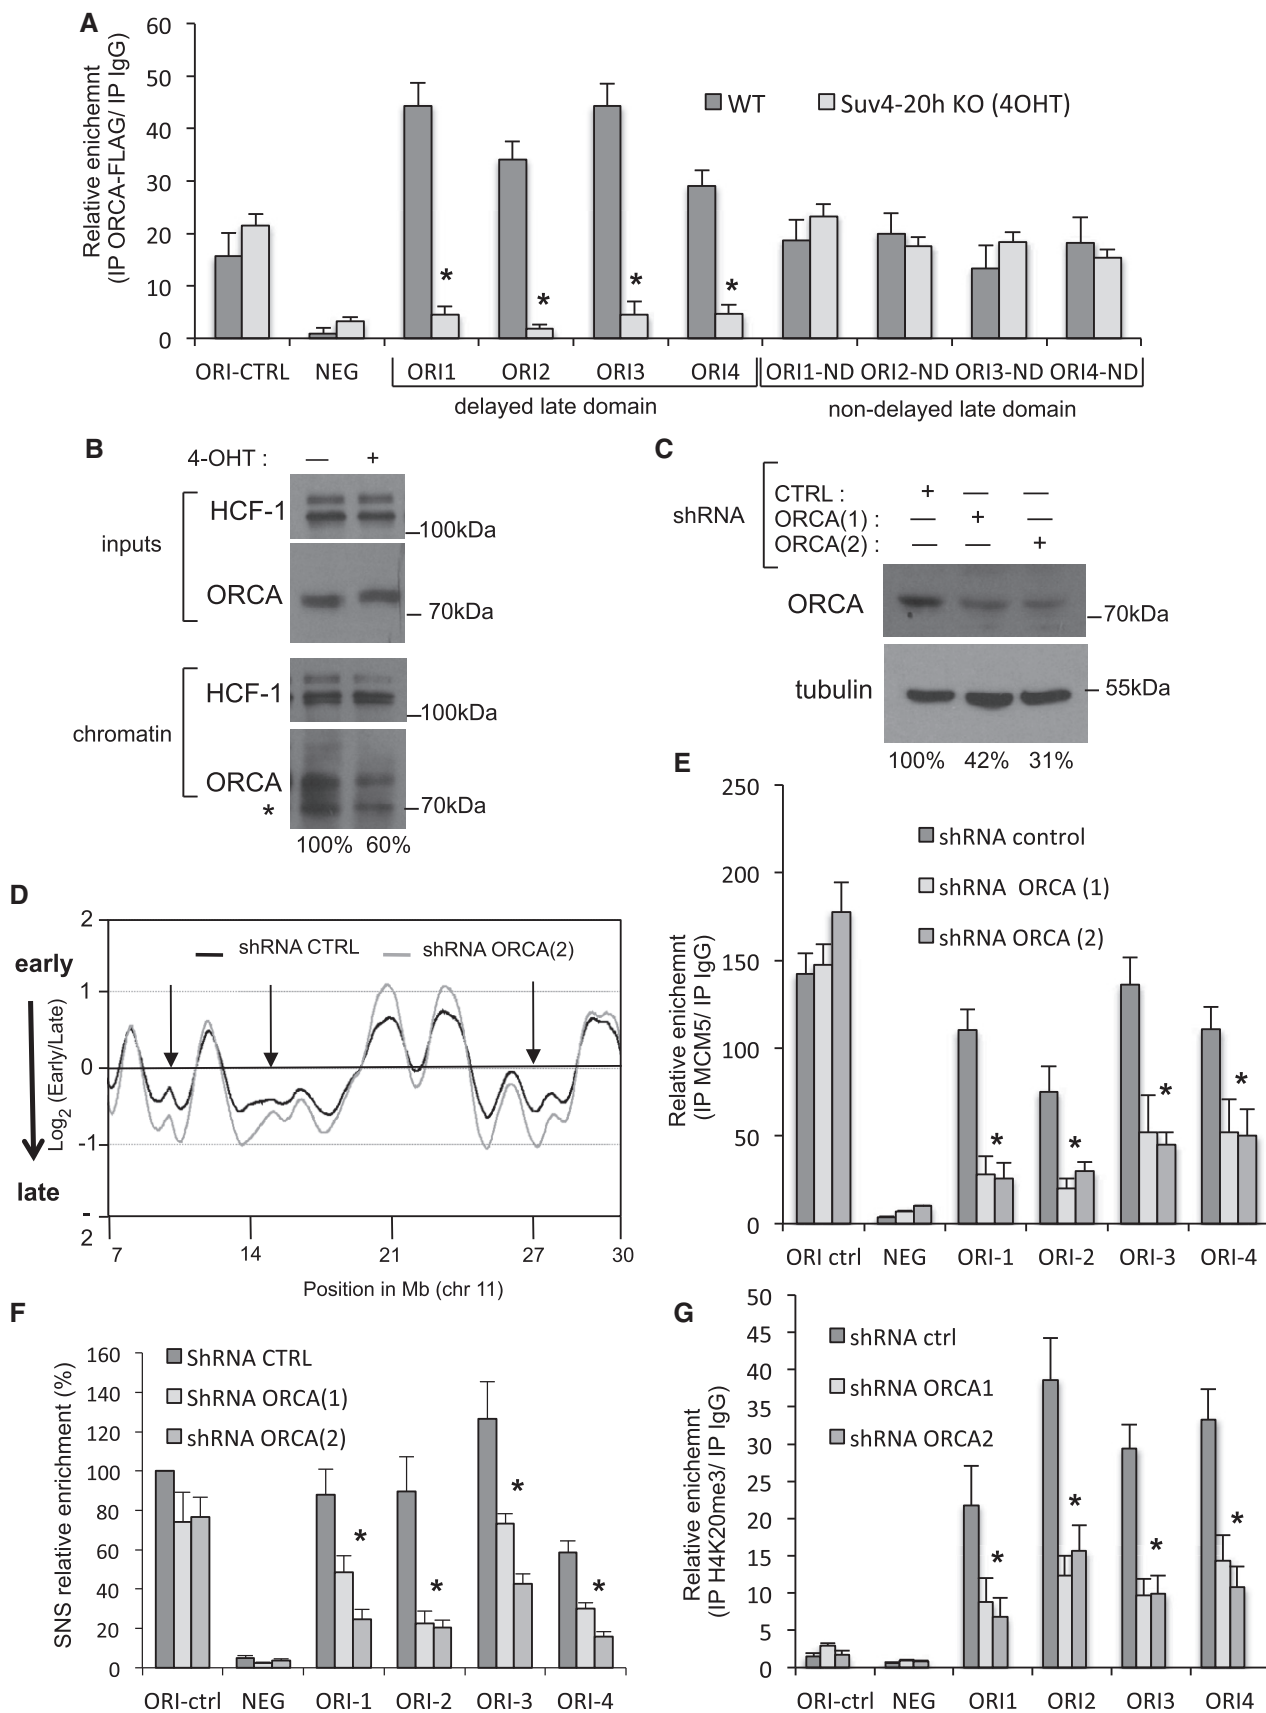 A
60
50
40
30
20
10
0
Relative enichemnt
(IP ORCA-FLAG/ IP IgG)
WT
Suv4-20h KO (4OHT)
* * * *
ORI-CTRL NEG ORI1 ORI2 ORI3 ORI4 ORI1-ND ORI2-ND ORI3-ND ORI4-ND
delayed late domain
non-delayed late domain
B
4-OHT : — +
inputs
HCF-1
100kDa
ORCA
70kDa
chromatin
HCF-1
100kDa
ORCA
*
70kDa
100% 60%
C
shRNA
CTRL : + — —
ORCA(1) : — + —
ORCA(2) : — — +
ORCA
70kDa
tubulin
55kDa
100% 42% 31%
D
early
late
Log2 (Early/Late)
2
1
0
-1
-
2
shRNA CTRL
shRNA ORCA(2)
7 14 21 27 30
Position in Mb (chr 11)
E
250
200
150
100
50
0
Relative enichemnt
(IP MCM5/ IP IgG)
shRNA control
shRNA ORCA (1)
shRNA ORCA (2)
* * * *
ORI ctrl NEG ORI-1 ORI-2 ORI-3 ORI-4
F
160
140
120
100
80
60
40
20
0
SNS relative enrichment (%)
ShRNA CTRL
ShRNA ORCA(1)
shRNA ORCA(2)
* * * *
ORI-ctrl NEG ORI-1 ORI-2 ORI-3 ORI-4
G
50
45
40
35
30
25
20
15
10
5
0
Relative enichemnt
(IP H4K20me3/ IP IgG)
shRNA ctrl
shRNA ORCA1
shRNA ORCA2
* * * *
ORI-ctrl NEG ORI1 ORI2 ORI3 ORI4